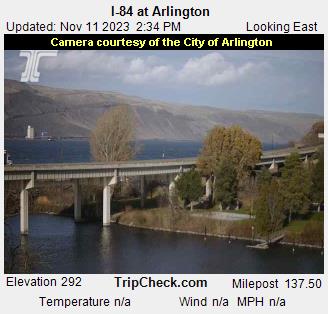 I-84 at Arlington
Updated: Nov 11 2023 2:34 PM Looking East
Camera courtesy of the City of Arlington
Elevation 292 TripCheck.com Milepost 137.50
Temperature n/a Wind n/a MPH n/a